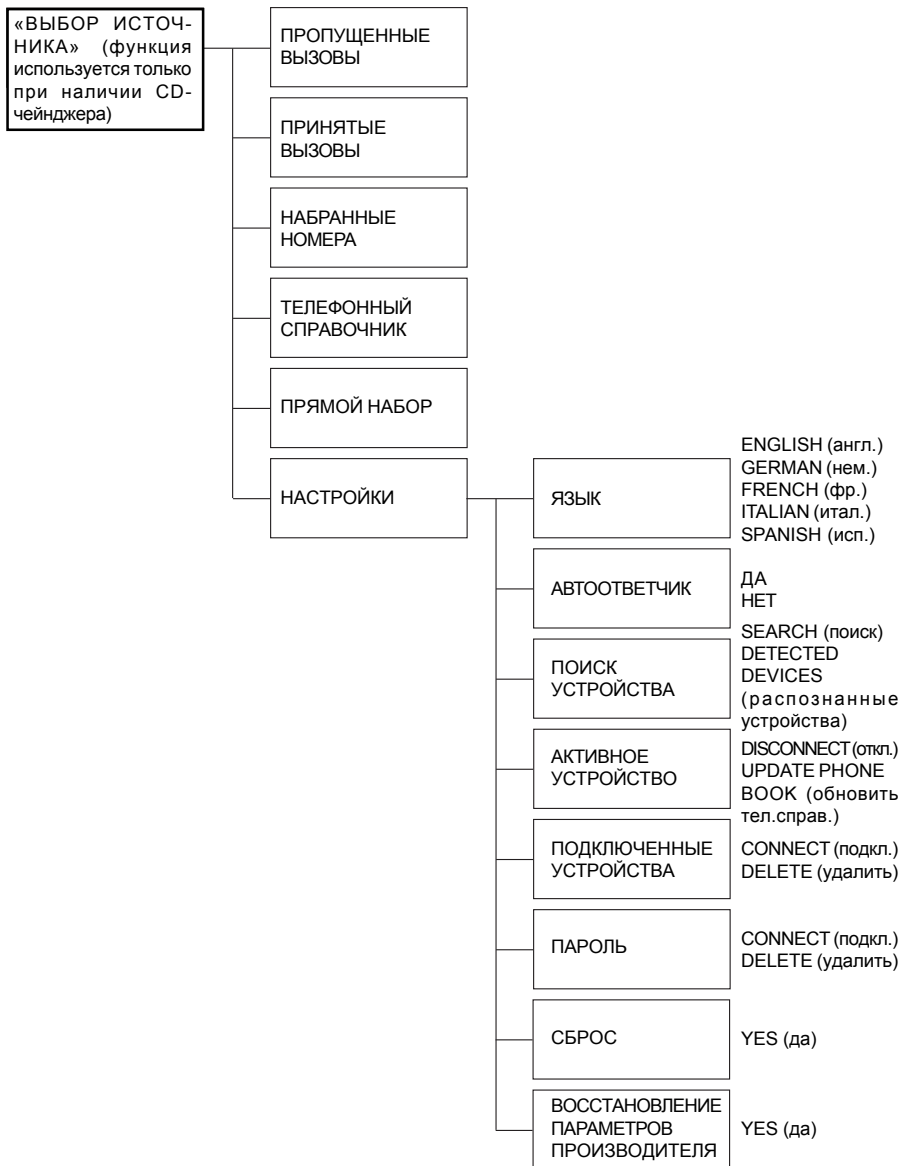 «ВЫБОР ИСТОЧ-
НИКА» (функция
используется только
при наличии CD-
чейнджера)
ПРОПУЩЕННЫЕ
ВЫЗОВЫ
ПРИНЯТЫЕ
ВЫЗОВЫ
НАБРАННЫЕ
НОМЕРА
ТЕЛЕФОННЫЙ
СПРАВОЧНИК
ПРЯМОЙ НАБОР
НАСТРОЙКИ
ЯЗЫК
ENGLISH (англ.)
GERMAN (нем.)
FRENCH (фр.)
ITALIAN (итал.)
SPANISH (исп.)
АВТООТВЕТЧИК
ДА
НЕТ
ПОИСК
УСТРОЙСТВА
SEARCH (поиск)
DETECTED
DEVICES
(распознанные
устройства)
АКТИВНОЕ
УСТРОЙСТВО
DISCONNECT (откл.)
UPDATE PHONE
BOOK (обновить
тел.справ.)
ПОДКЛЮЧЕННЫЕ
УСТРОЙСТВА
CONNECT (подкл.)
DELETE (удалить)
ПАРОЛЬ
CONNECT (подкл.)
DELETE (удалить)
СБРОС
YES (да)
ВОССТАНОВЛЕНИЕ
ПАРАМЕТРОВ
ПРОИЗВОДИТЕЛЯ
YES (да)